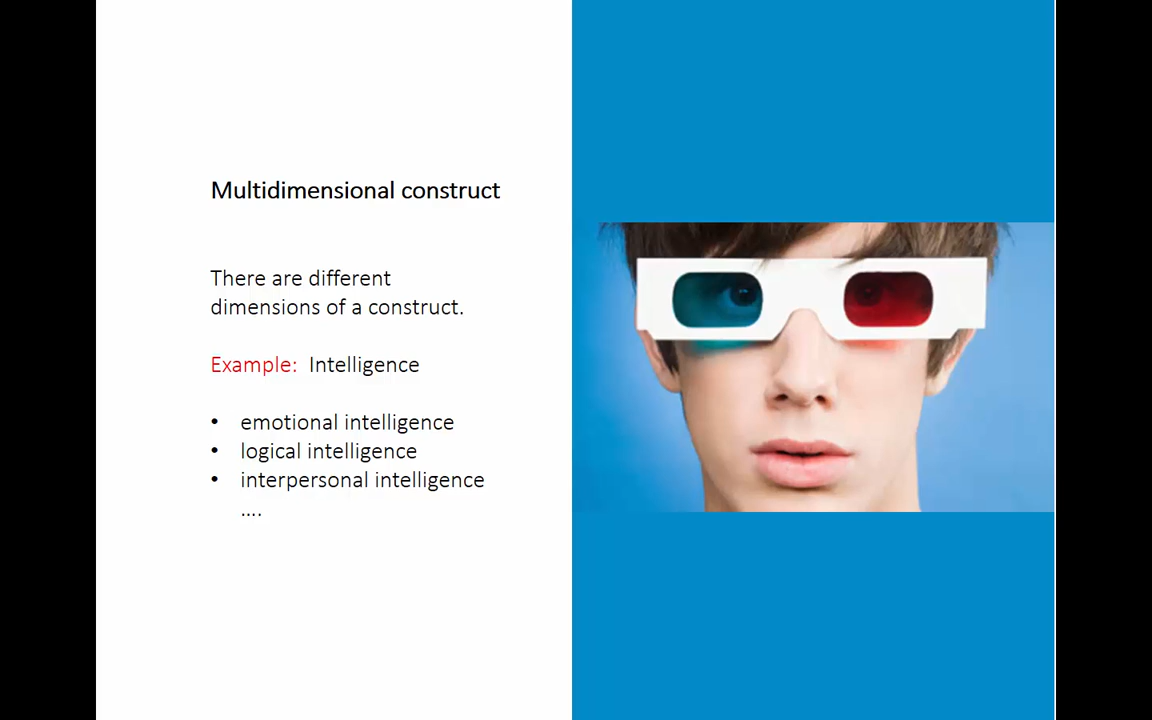 Multidimensional construct
There are different
dimensions of a construct.
Example: Intelligence
• emotional intelligence
• logical intelligence
• interpersonal intelligence
....